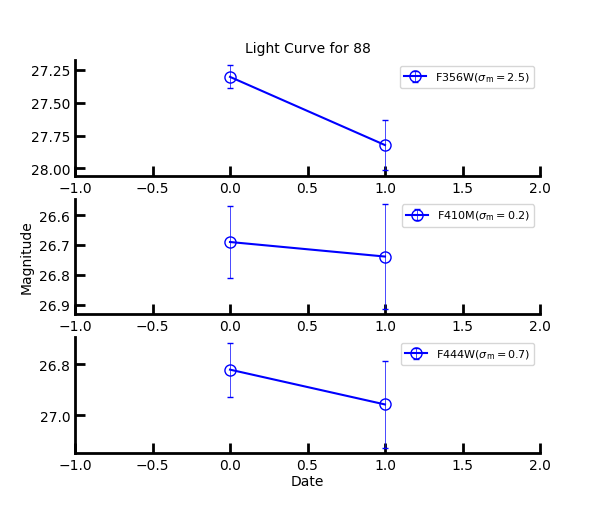 Light Curve for 88
27.25
27.50
27.75
28.00
F356W(σm = 2.5)
−1.0 −0.5 0.0 0.5 1.0 1.5 2.0
Magnitude
26.6
26.7
26.8
26.9
F410M(σm = 0.2)
−1.0 −0.5 0.0 0.5 1.0 1.5 2.0
26.8
27.0
F444W(σm = 0.7)
−1.0 −0.5 0.0 0.5 1.0 1.5 2.0
Date